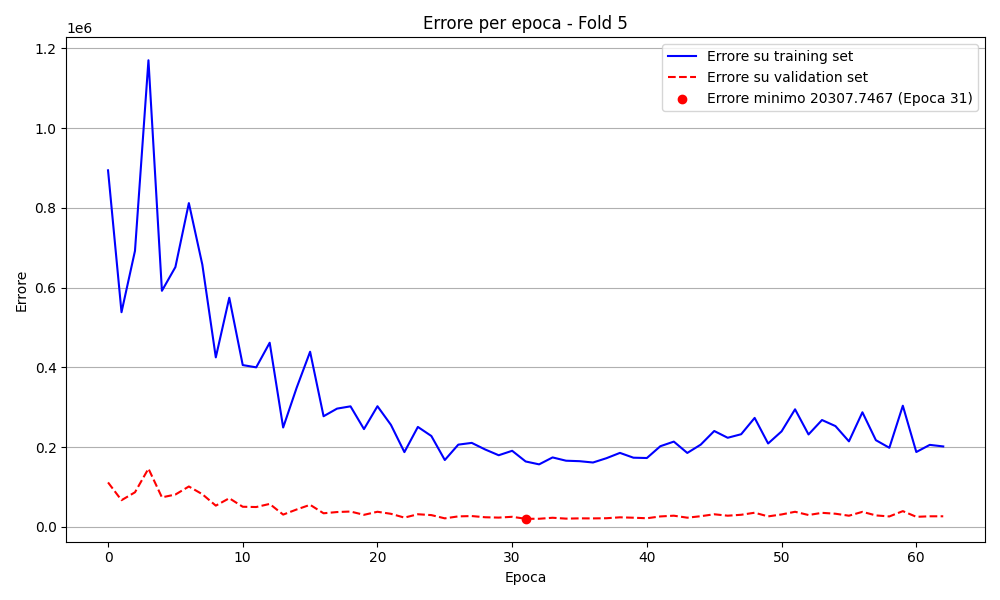 Errore per epoca - Fold 5
1e6
1.2
1.0
0.8
0.6
0.4
0.2
0.0
Errore
Errore su training set
Errore su validation set
Errore minimo 20307.7467 (Epoca 31)
0 10 20 30 40 50 60
Epoca